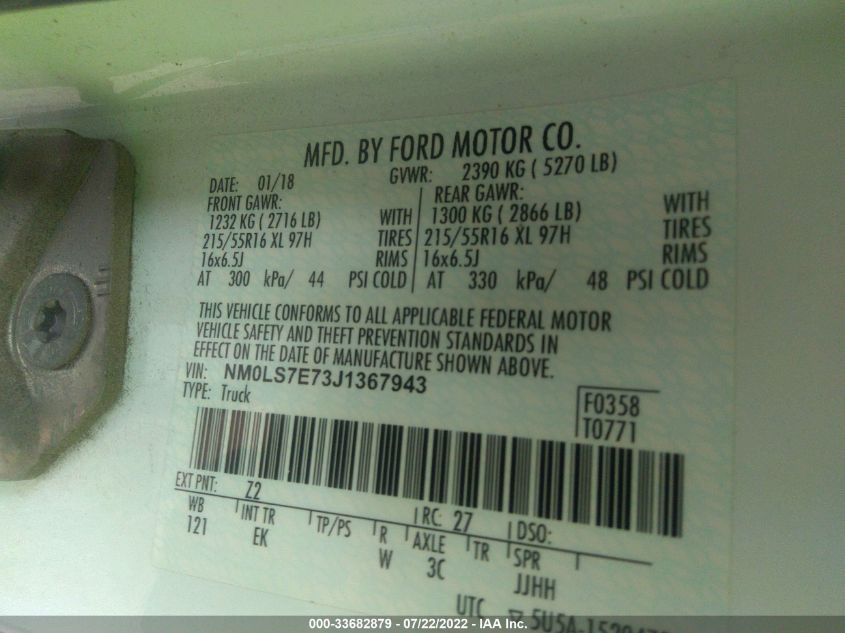 MFD. BY FORD MOTOR CO.
DATE: 01/18 GVWR: 2390 KG ( 5270 LB)
FRONT GAWR: REAR GAWR:
1232 KG ( 2716 LB) WITH 1300 KG ( 2866 LB) WITH
215/55R16 XL 97H TIRES 215/55R16 XL 97H TIRES
16x6.5J RIMS 16x6.5J RIMS
AT 300 kPa/ 44 PSI COLD AT 330 kPa/ 48 PSI COLD
THIS VEHICLE CONFORMS TO ALL APPLICABLE FEDERAL MOTOR
VEHICLE SAFETY AND THEFT PREVENTION STANDARDS IN
EFFECT ON THE DATE OF MANUFACTURE SHOWN ABOVE.
VIN: NM0LS7E73J1367943
TYPE: Truck
F0358
T0771
EXT PNT: Z2 RC: 27 DSO:
WB INT TR TP/PS R AXLE TR SPR
121 EK W 3C JJHH
UTC
000-33682879 / 07/22/2022 - IAA Inc.